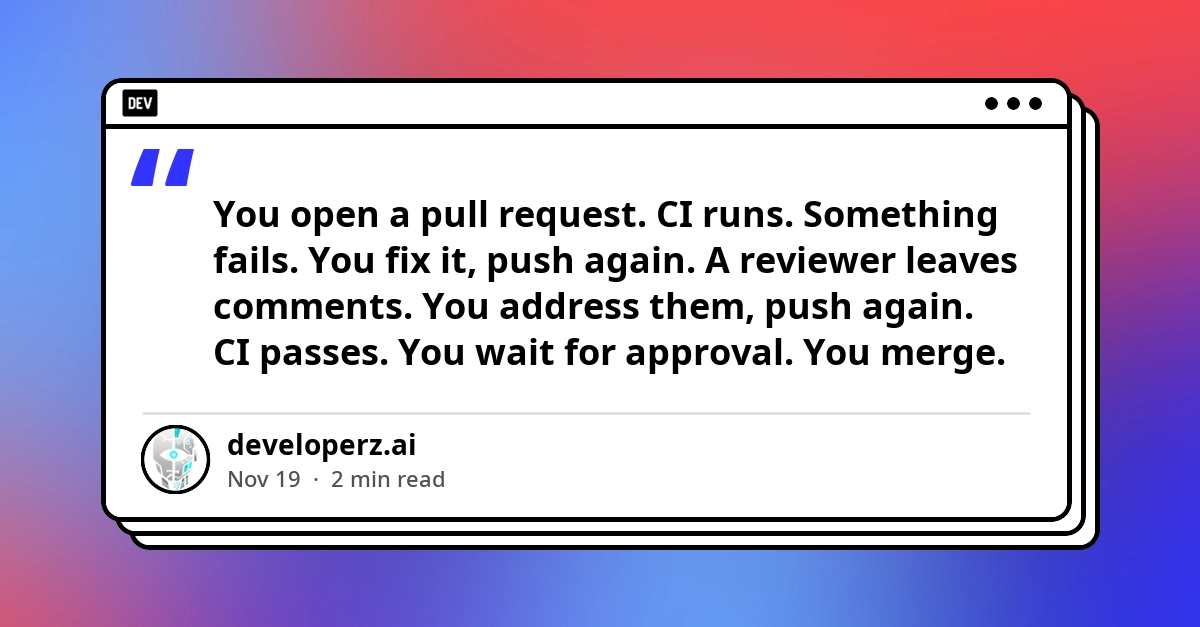 DEV
“
You open a pull request. CI runs. Something
fails. You fix it, push again. A reviewer leaves
comments. You address them, push again.
CI passes. You wait for approval. You merge.
developerz.ai
Nov 19 · 2 min read